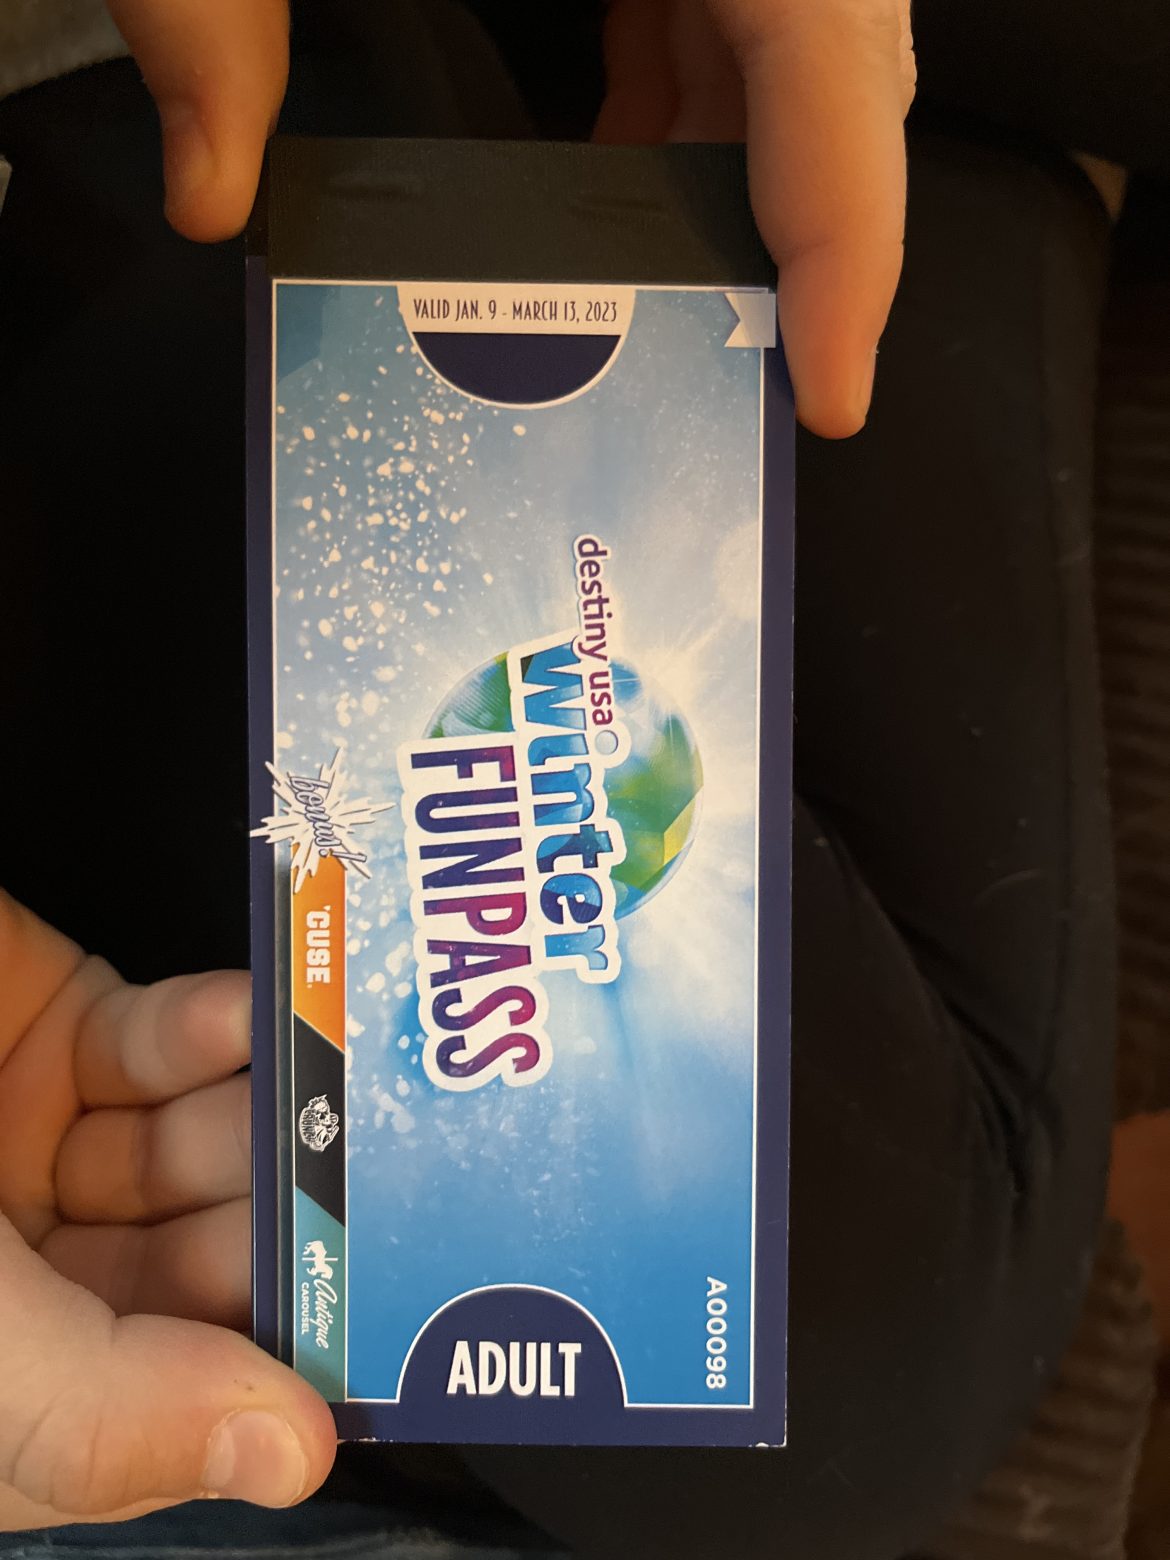 VALID JAN. 9 - MARCH 13, 2023
destiny usa
winter
FUNPASS
bonus!
'CUSE.
Antique
CAROUSEL
ADULT
A00098